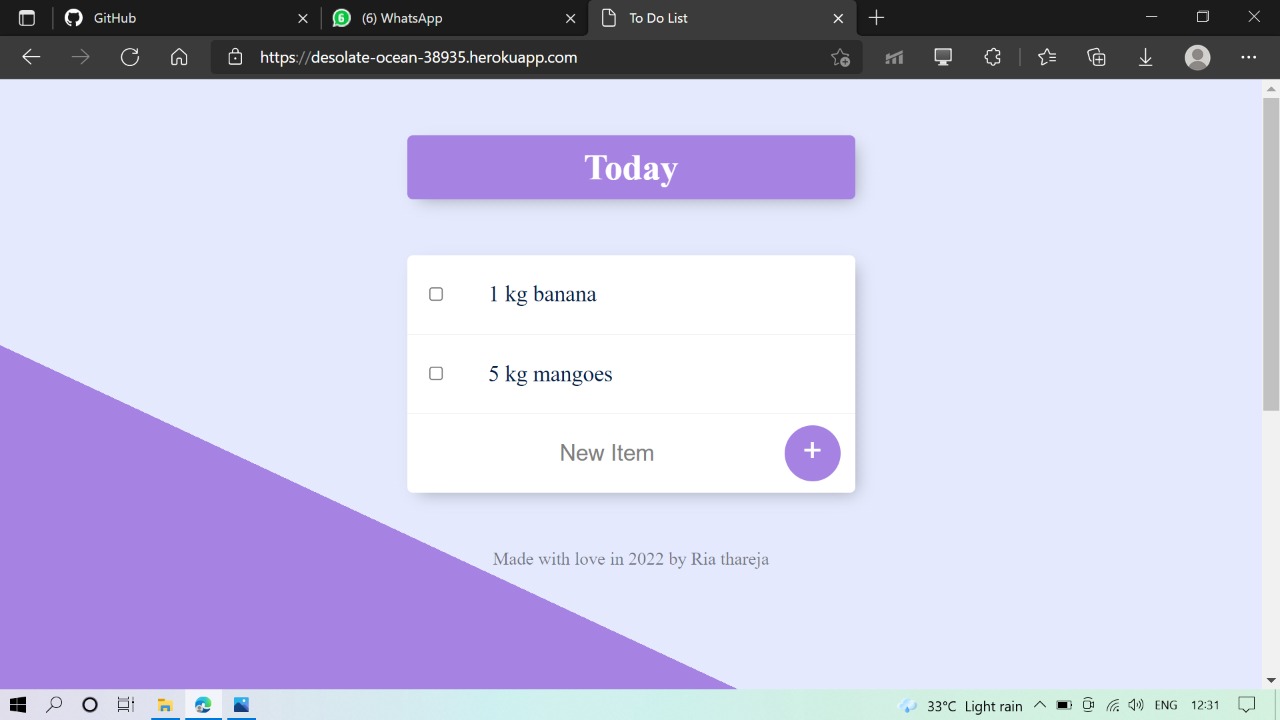 GitHub
6 (6) WhatsApp
To Do List
https://desolate-ocean-38935.herokuapp.com
Today
1 kg banana
5 kg mangoes
New Item +
Made with love in 2022 by Ria thareja
33°C Light rain ENG 12:31